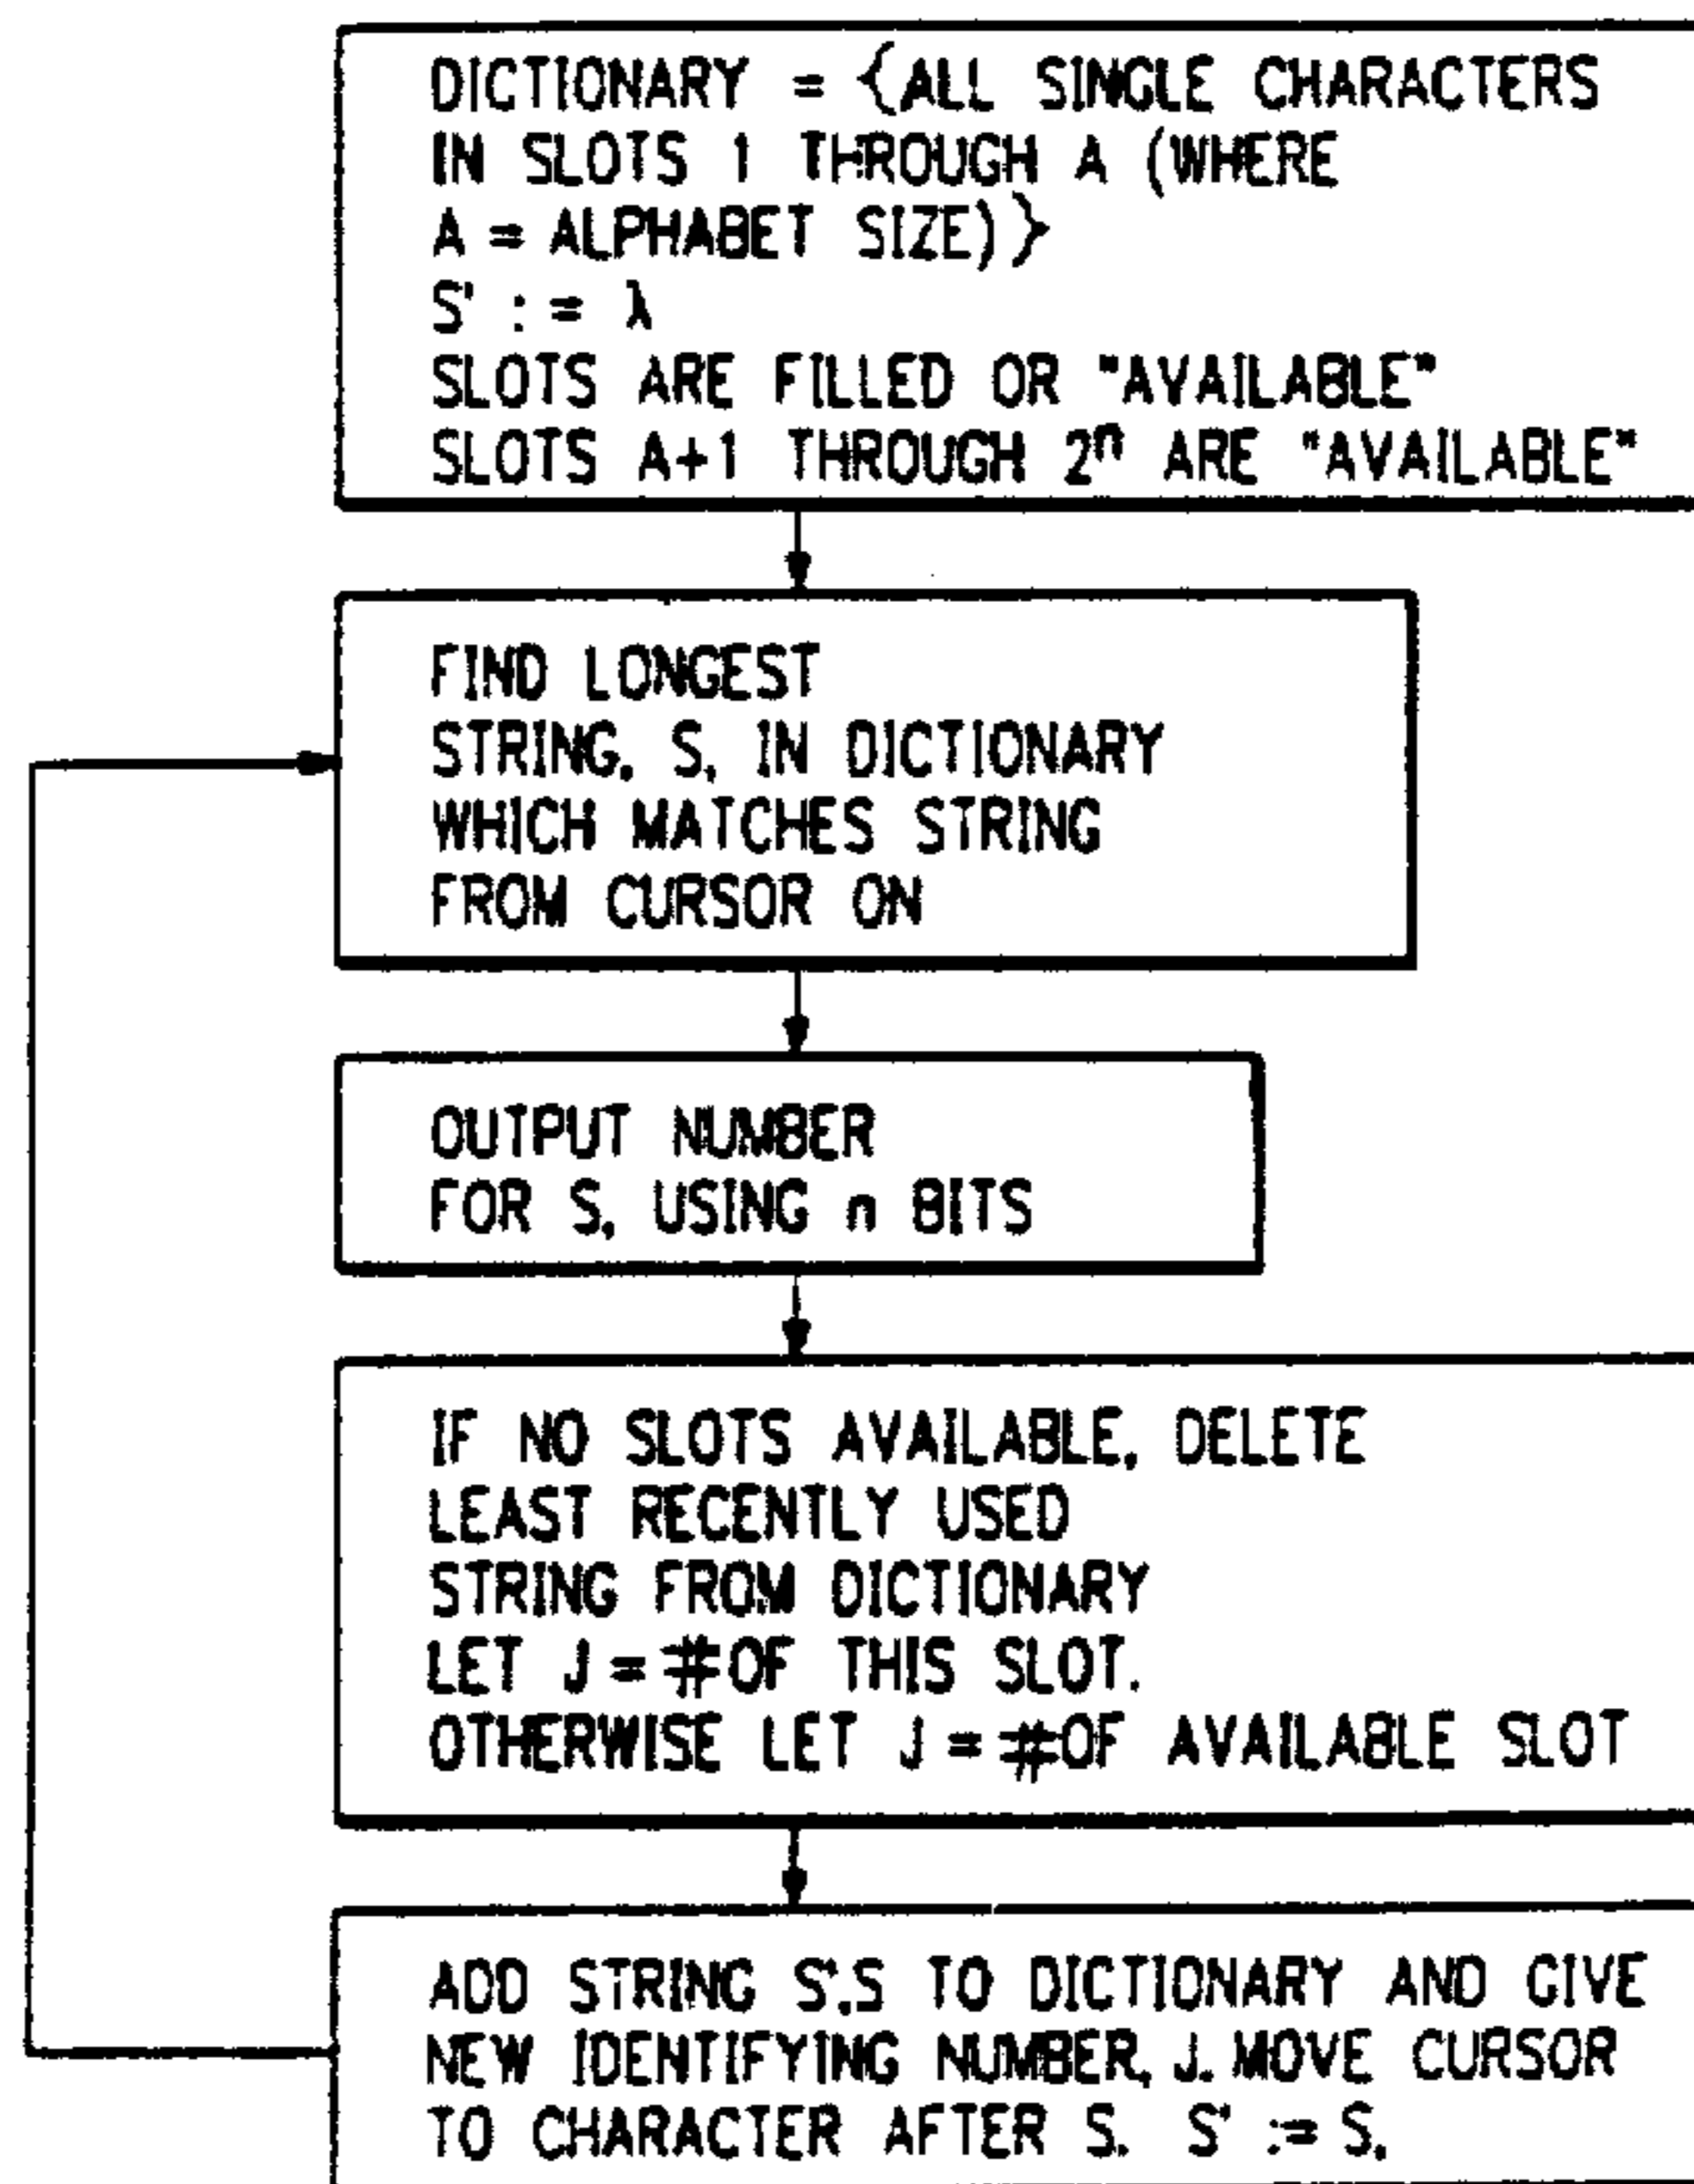 DICTIONARY = {ALL SINGLE CHARACTERS
IN SLOTS 1 THROUGH A (WHERE
A = ALPHABET SIZE)}
S' := λ
SLOTS ARE FILLED OR "AVAILABLE"
SLOTS A+1 THROUGH 2ⁿ ARE "AVAILABLE"
FIND LONGEST
STRING, S, IN DICTIONARY
WHICH MATCHES STRING
FROM CURSOR ON
OUTPUT NUMBER
FOR S, USING n BITS
IF NO SLOTS AVAILABLE, DELETE
LEAST RECENTLY USED
STRING FROM DICTIONARY
LET J = # OF THIS SLOT.
OTHERWISE LET J = # OF AVAILABLE SLOT
ADD STRING S'.S TO DICTIONARY AND GIVE
NEW IDENTIFYING NUMBER, J. MOVE CURSOR
TO CHARACTER AFTER S. S' := S.